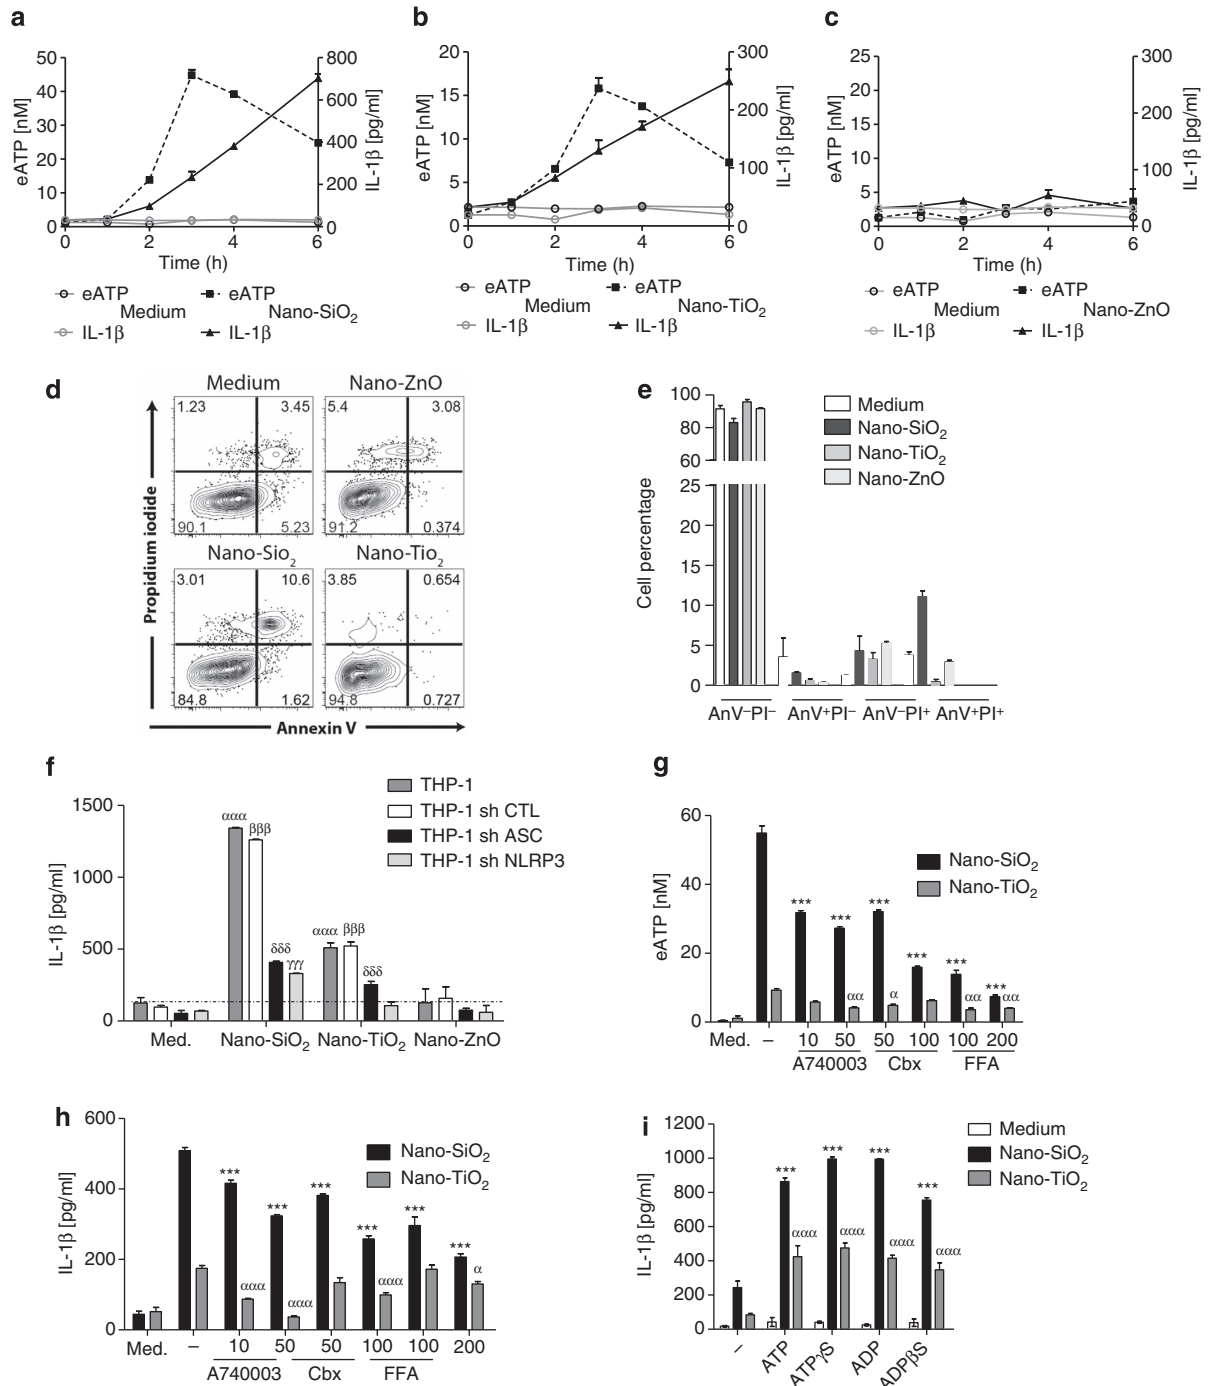 a
50
40
30
20
10
0
eATP [nM]
800
600
400
200
0
IL-1β [pg/ml]
0 2 4 6
Time (h)
eATP eATP
Medium Nano-SiO2
IL-1β IL-1β
b
20
15
10
5
0
eATP [nM]
300
200
100
0
IL-1β [pg/ml]
0 2 4 6
Time (h)
eATP eATP
Medium Nano-TiO2
IL-1β IL-1β
c
25
20
15
10
5
0
eATP [nM]
300
200
100
0
IL-1β [pg/ml]
0 2 4 6
Time (h)
eATP eATP
Medium Nano-ZnO
IL-1β IL-1β
d
Medium Nano-ZnO
1.23 3.45 5.4 3.08
90.1 5.23 91.2 0.374
Nano-Sio2 Nano-Tio2
3.01 10.6 3.85 0.654
84.8 1.62 94.8 0.727
Propidium iodide
Annexin V
e
100
80
60
25
20
15
10
5
0
Cell percentage
Medium
Nano-SiO2
Nano-TiO2
Nano-ZnO
AnV–PI– AnV+PI– AnV–PI+ AnV+PI+
f
1500
1000
500
0
IL-1β [pg/ml]
THP-1
THP-1 sh CTL
THP-1 sh ASC
THP-1 sh NLRP3
ααα
βββ
δδδ
γγγ
ααα
βββ
δδδ
Med. Nano-SiO2 Nano-TiO2 Nano-ZnO
g
60
40
20
0
eATP [nM]
Nano-SiO2
Nano-TiO2
*** *** *** *** *** ***
αα α αα αα
Med. – 10 50 50 100 100 200
A740003 Cbx FFA
h
600
400
200
0
IL-1β [pg/ml]
Nano-SiO2
Nano-TiO2
*** *** *** *** *** ***
ααα ααα ααα α
Med. – 10 50 50 100 100 200
A740003 Cbx FFA
i
1200
1000
800
600
400
200
0
IL-1β [pg/ml]
Medium
Nano-SiO2
Nano-TiO2
*** *** *** ***
ααα ααα ααα ααα
– ATP ATPγS ADP ADPβS